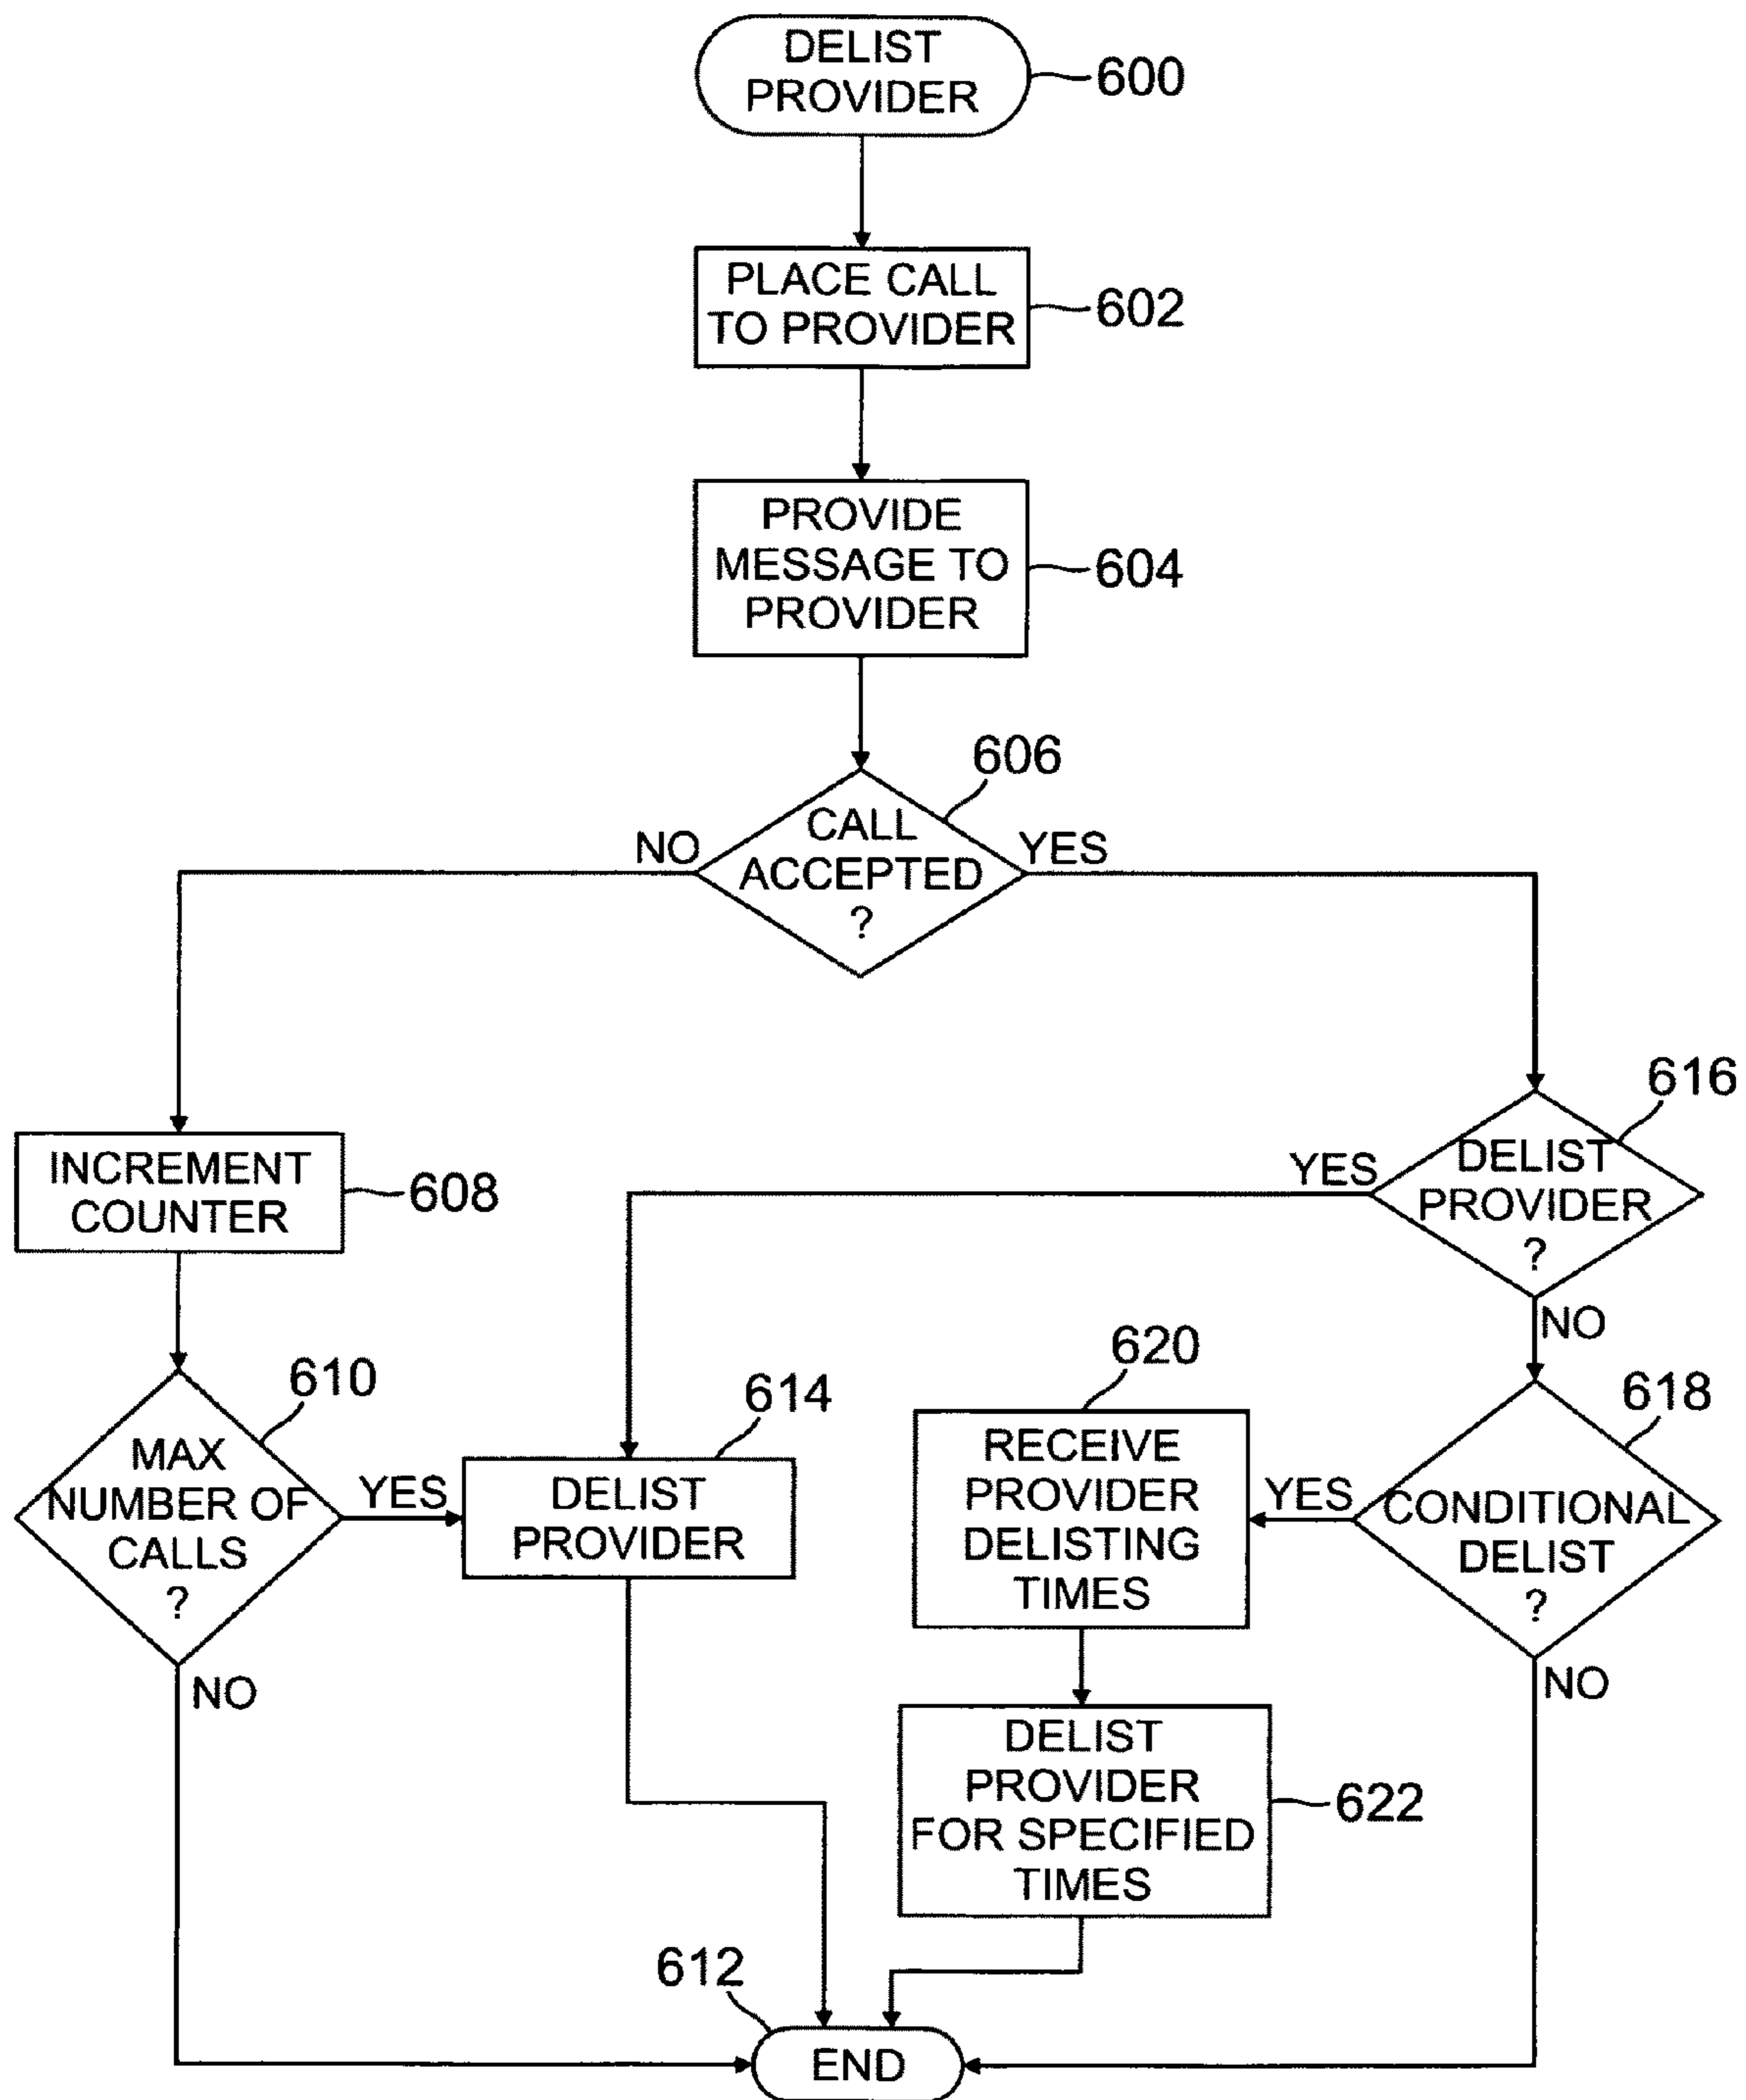 DELIST
PROVIDER
600
PLACE CALL
TO PROVIDER
602
PROVIDE
MESSAGE TO
PROVIDER
604
606
CALL
ACCEPTED
?
NO
YES
616
DELIST
PROVIDER
?
YES
NO
INCREMENT
COUNTER
608
610
MAX
NUMBER OF
CALLS
?
YES
NO
614
DELIST
PROVIDER
620
RECEIVE
PROVIDER
DELISTING
TIMES
618
CONDITIONAL
DELIST
?
YES
NO
DELIST
PROVIDER
FOR SPECIFIED
TIMES
622
612
END